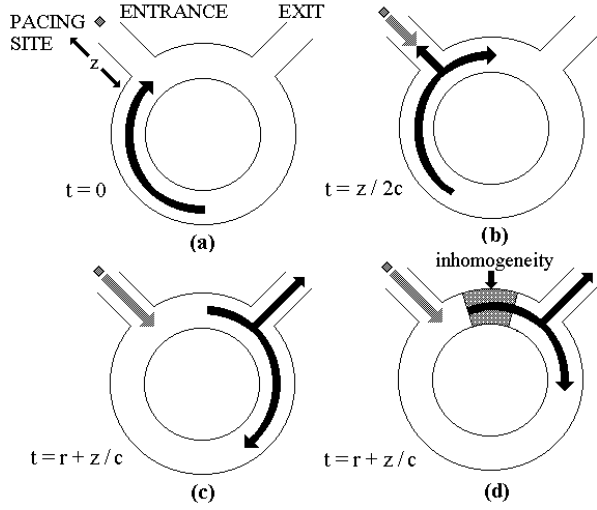 PACING ENTRANCE EXIT
SITE
z
t = 0
(a)
t = z / 2c
(b)
inhomogeneity
t = r + z / c
(c)
t = r + z / c
(d)